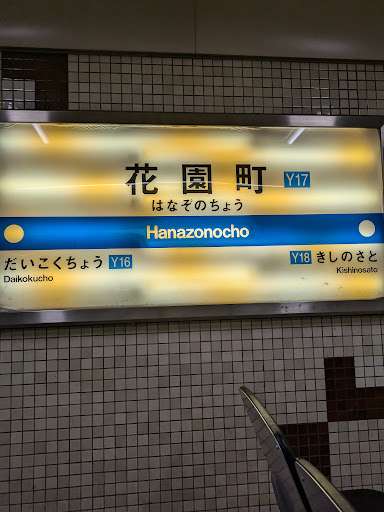 花園町 Y17
はなぞのちょう
Hanazonocho
だいこくちょう Y16
Daikokucho
Y18 きしのさと
Kishinosato